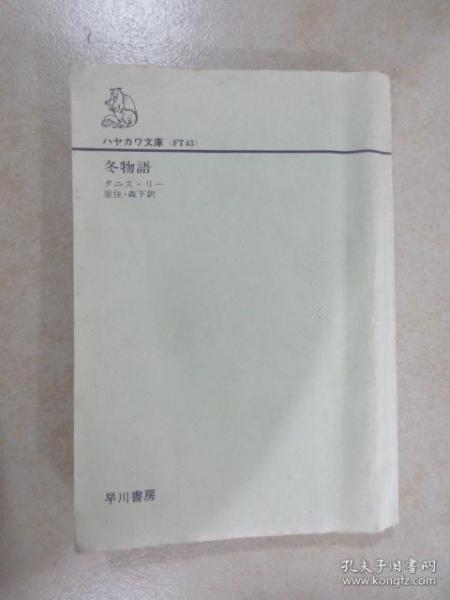 ハヤカワ文庫〈FT43〉
冬物語
タニス・リー
室住・森下訳
早川書房
孔夫子旧书网
www.kongfz.com